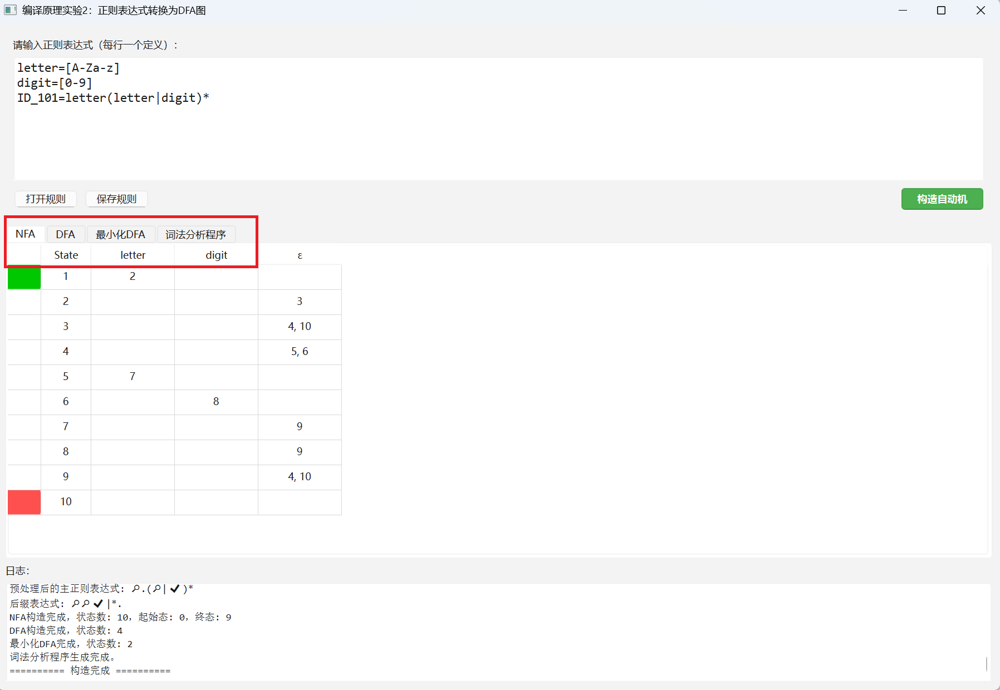 编译原理实验2：正则表达式转换为DFA图
请输入正则表达式（每行一个定义）：
letter=[A-Za-z]
digit=[0-9]
ID_101=letter(letter|digit)*
打开规则 保存规则 构造自动机
NFA DFA 最小化DFA 词法分析程序
State letter digit ε
1 2
2 3
3 4, 10
4 5, 6
5 7
6 8
7 9
8 9
9 4, 10
10
日志：
预处理后的主正则表达式: 🔎.(🔎|✔)*
后缀表达式: 🔎🔎✔|*.
NFA构造完成，状态数: 10，起始态: 0，终态: 9
DFA构造完成，状态数: 4
最小化DFA完成，状态数: 2
词法分析程序生成完成。
========== 构造完成 ==========